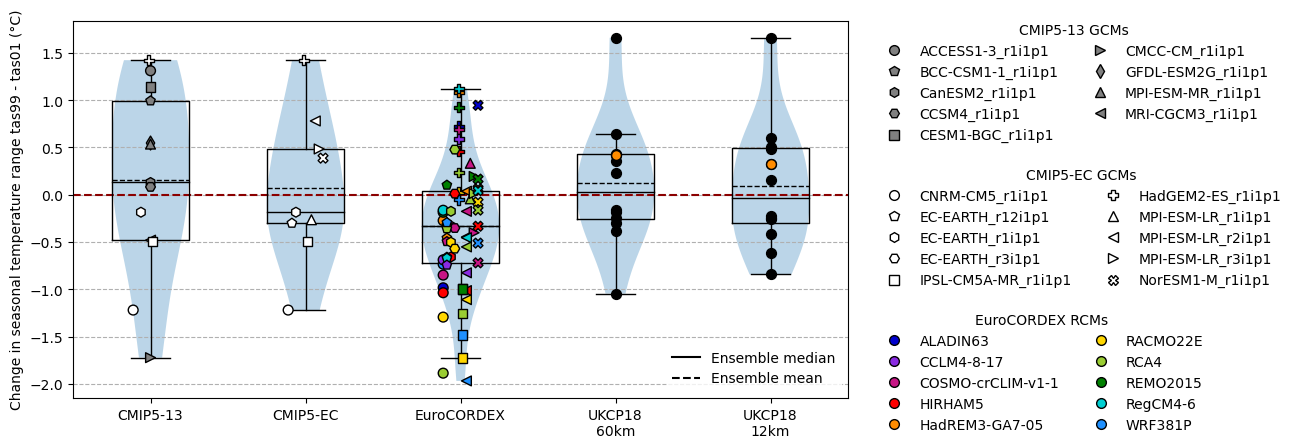 Change in seasonal temperature range tas99 - tas01 (°C)
1.5
1.0
0.5
0.0
−0.5
−1.0
−1.5
−2.0
CMIP5-13
CMIP5-EC
EuroCORDEX
UKCP18
60km
UKCP18
12km
Ensemble median
Ensemble mean
CMIP5-13 GCMs
ACCESS1-3_r1i1p1
BCC-CSM1-1_r1i1p1
CanESM2_r1i1p1
CCSM4_r1i1p1
CESM1-BGC_r1i1p1
CMCC-CM_r1i1p1
GFDL-ESM2G_r1i1p1
MPI-ESM-MR_r1i1p1
MRI-CGCM3_r1i1p1
CMIP5-EC GCMs
CNRM-CM5_r1i1p1
EC-EARTH_r12i1p1
EC-EARTH_r1i1p1
EC-EARTH_r3i1p1
IPSL-CM5A-MR_r1i1p1
HadGEM2-ES_r1i1p1
MPI-ESM-LR_r1i1p1
MPI-ESM-LR_r2i1p1
MPI-ESM-LR_r3i1p1
NorESM1-M_r1i1p1
EuroCORDEX RCMs
ALADIN63
CCLM4-8-17
COSMO-crCLIM-v1-1
HIRHAM5
HadREM3-GA7-05
RACMO22E
RCA4
REMO2015
RegCM4-6
WRF381P